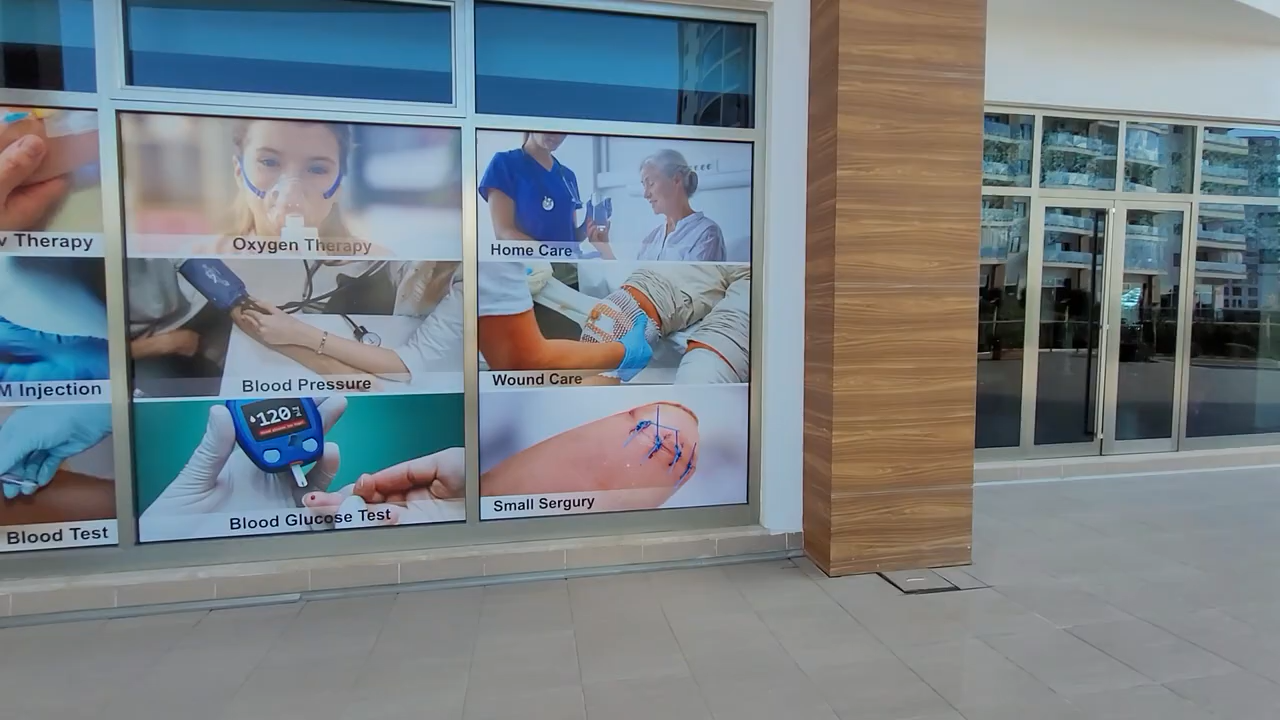 v Therapy
Oxygen Therapy
Home Care
M Injection
Blood Pressure
Wound Care
120
Blood Test
Blood Glucose Test
Small Sergury